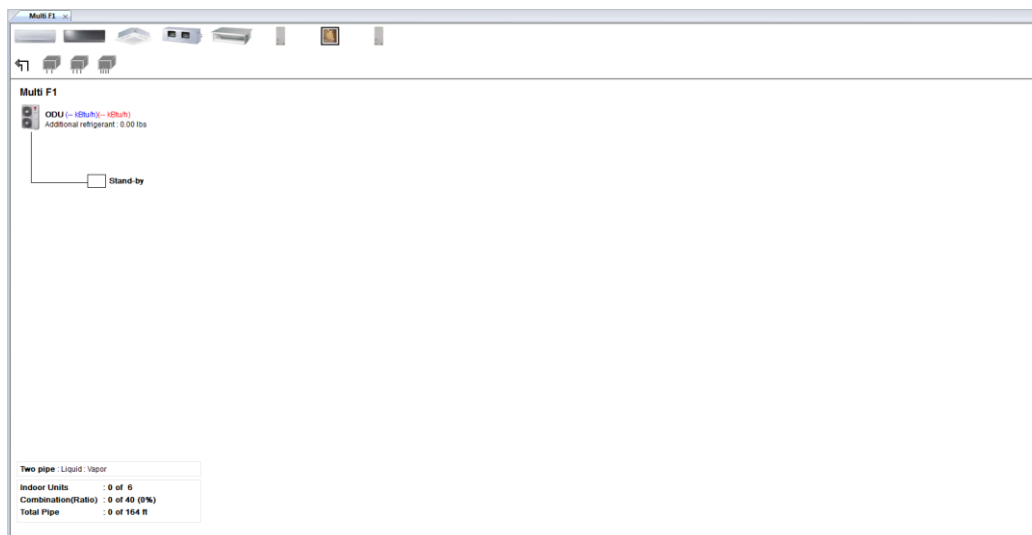 Multi F1
Multi F1
ODU (-- kBtu/h)(-- kBtu/h)
Additional refrigerant : 0.00 lbs
Stand-by
Two pipe : Liquid : Vapor
Indoor Units : 0 of 6
Combination(Ratio) : 0 of 40 (0%)
Total Pipe : 0 of 164 ft